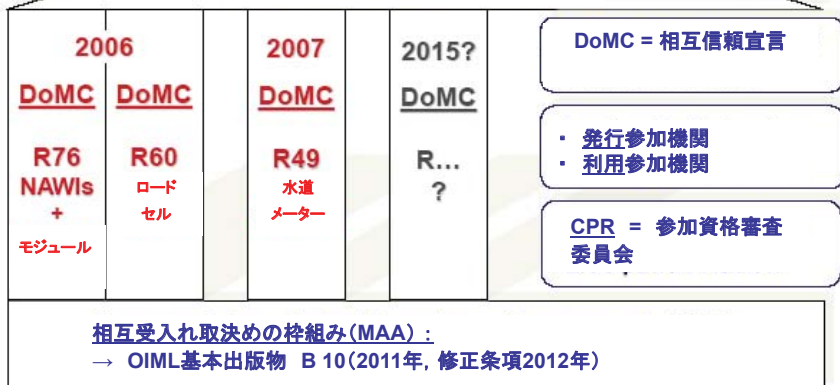 2006
DoMC
R76
NAWIs
+
モジュール
DoMC
R60
ロード
セル
2007
DoMC
R49
水道
メーター
2015?
DoMC
R...
?
DoMC = 相互信頼宣言
・ 発行参加機関
・ 利用参加機関
CPR = 参加資格審査
委員会
相互受入れ取決めの枠組み(MAA):
→ OIML基本出版物 B 10(2011年, 修正条項2012年)